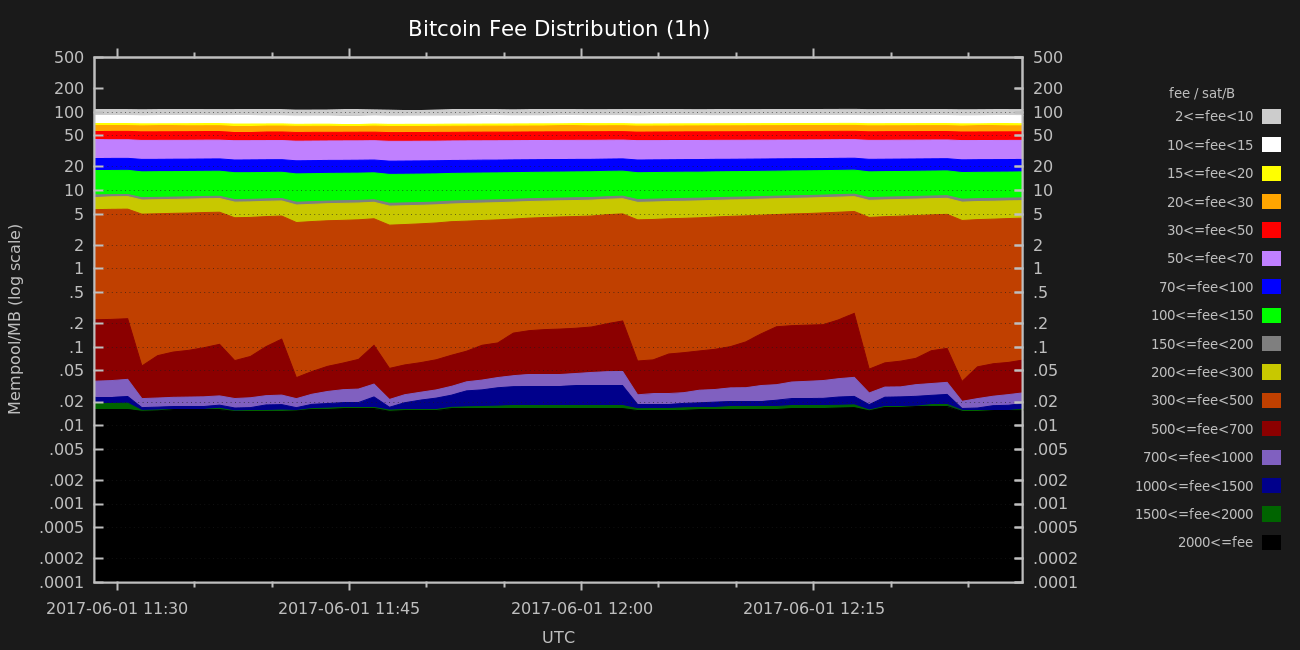 Bitcoin Fee Distribution (1h)
Mempool/MB (log scale)
500
200
100
50
20
10
5
2
1
.5
.2
.1
.05
.02
.01
.005
.002
.001
.0005
.0002
.0001
500
200
100
50
20
10
5
2
1
.5
.2
.1
.05
.02
.01
.005
.002
.001
.0005
.0002
.0001
2017-06-01 11:30 2017-06-01 11:45 2017-06-01 12:00 2017-06-01 12:15
UTC
fee / sat/B
2<=fee<10
10<=fee<15
15<=fee<20
20<=fee<30
30<=fee<50
50<=fee<70
70<=fee<100
100<=fee<150
150<=fee<200
200<=fee<300
300<=fee<500
500<=fee<700
700<=fee<1000
1000<=fee<1500
1500<=fee<2000
2000<=fee